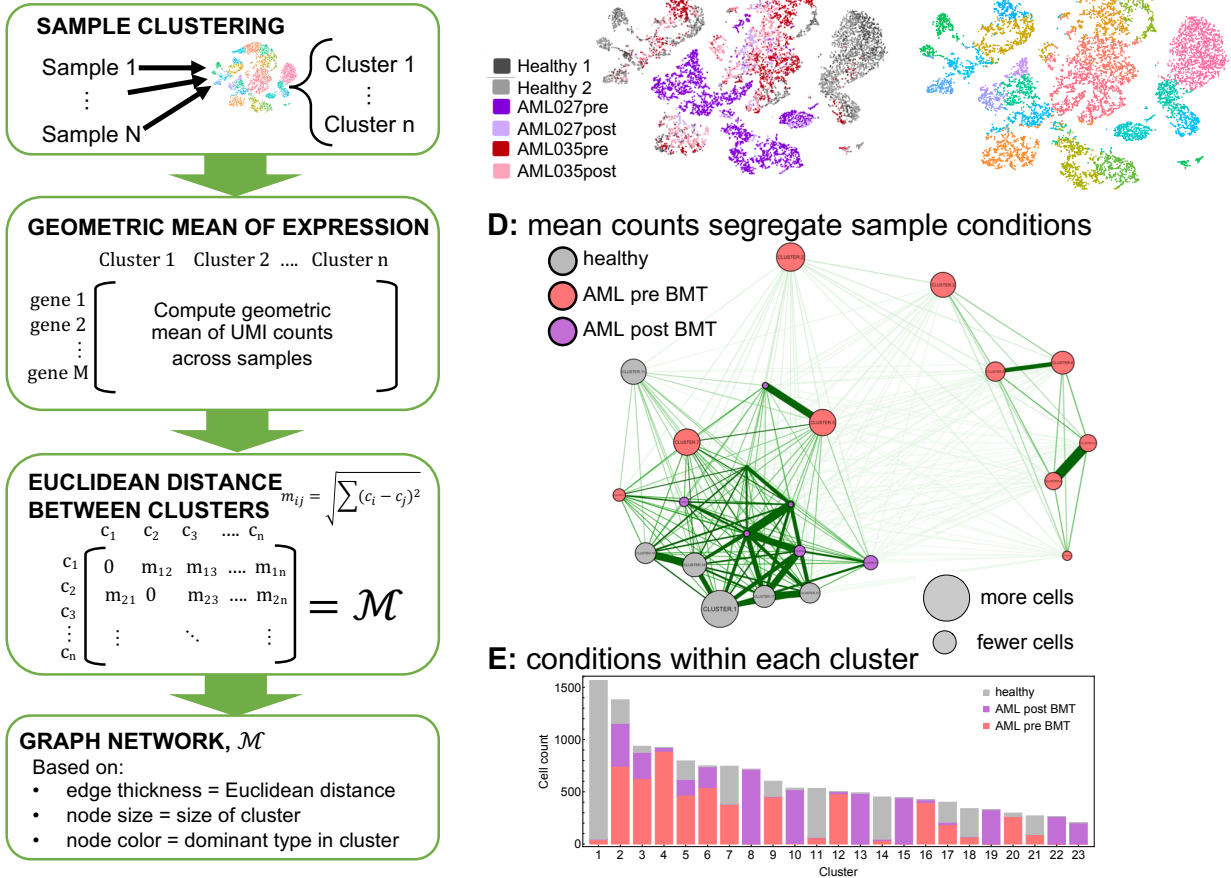 SAMPLE CLUSTERING
Sample 1
⋮
Sample N
Cluster 1
⋮
Cluster n
GEOMETRIC MEAN OF EXPRESSION
Cluster 1 Cluster 2 .... Cluster n
gene 1
gene 2
⋮
gene M
Compute geometric
mean of UMI counts
across samples
EUCLIDEAN DISTANCE
BETWEEN CLUSTERS
m_ij = √∑(c_i − c_j)²
c₁ c₂ c₃ .... cₙ
c₁ 0 m₁₂ m₁₃ .... m₁ₙ
c₂ m₂₁ 0 m₂₃ .... m₂ₙ
c₃
⋮ ⋮ ⋱ ⋮
cₙ
= ℳ
GRAPH NETWORK, ℳ
Based on:
• edge thickness = Euclidean distance
• node size = size of cluster
• node color = dominant type in cluster
Healthy 1
Healthy 2
AML027pre
AML027post
AML035pre
AML035post
D: mean counts segregate sample conditions
healthy
AML pre BMT
AML post BMT
CLUSTER.1
more cells
fewer cells
E: conditions within each cluster
healthy
AML post BMT
AML pre BMT
Cell count
1500
1000
500
0
1 2 3 4 5 6 7 8 9 10 11 12 13 14 15 16 17 18 19 20 21 22 23
Cluster